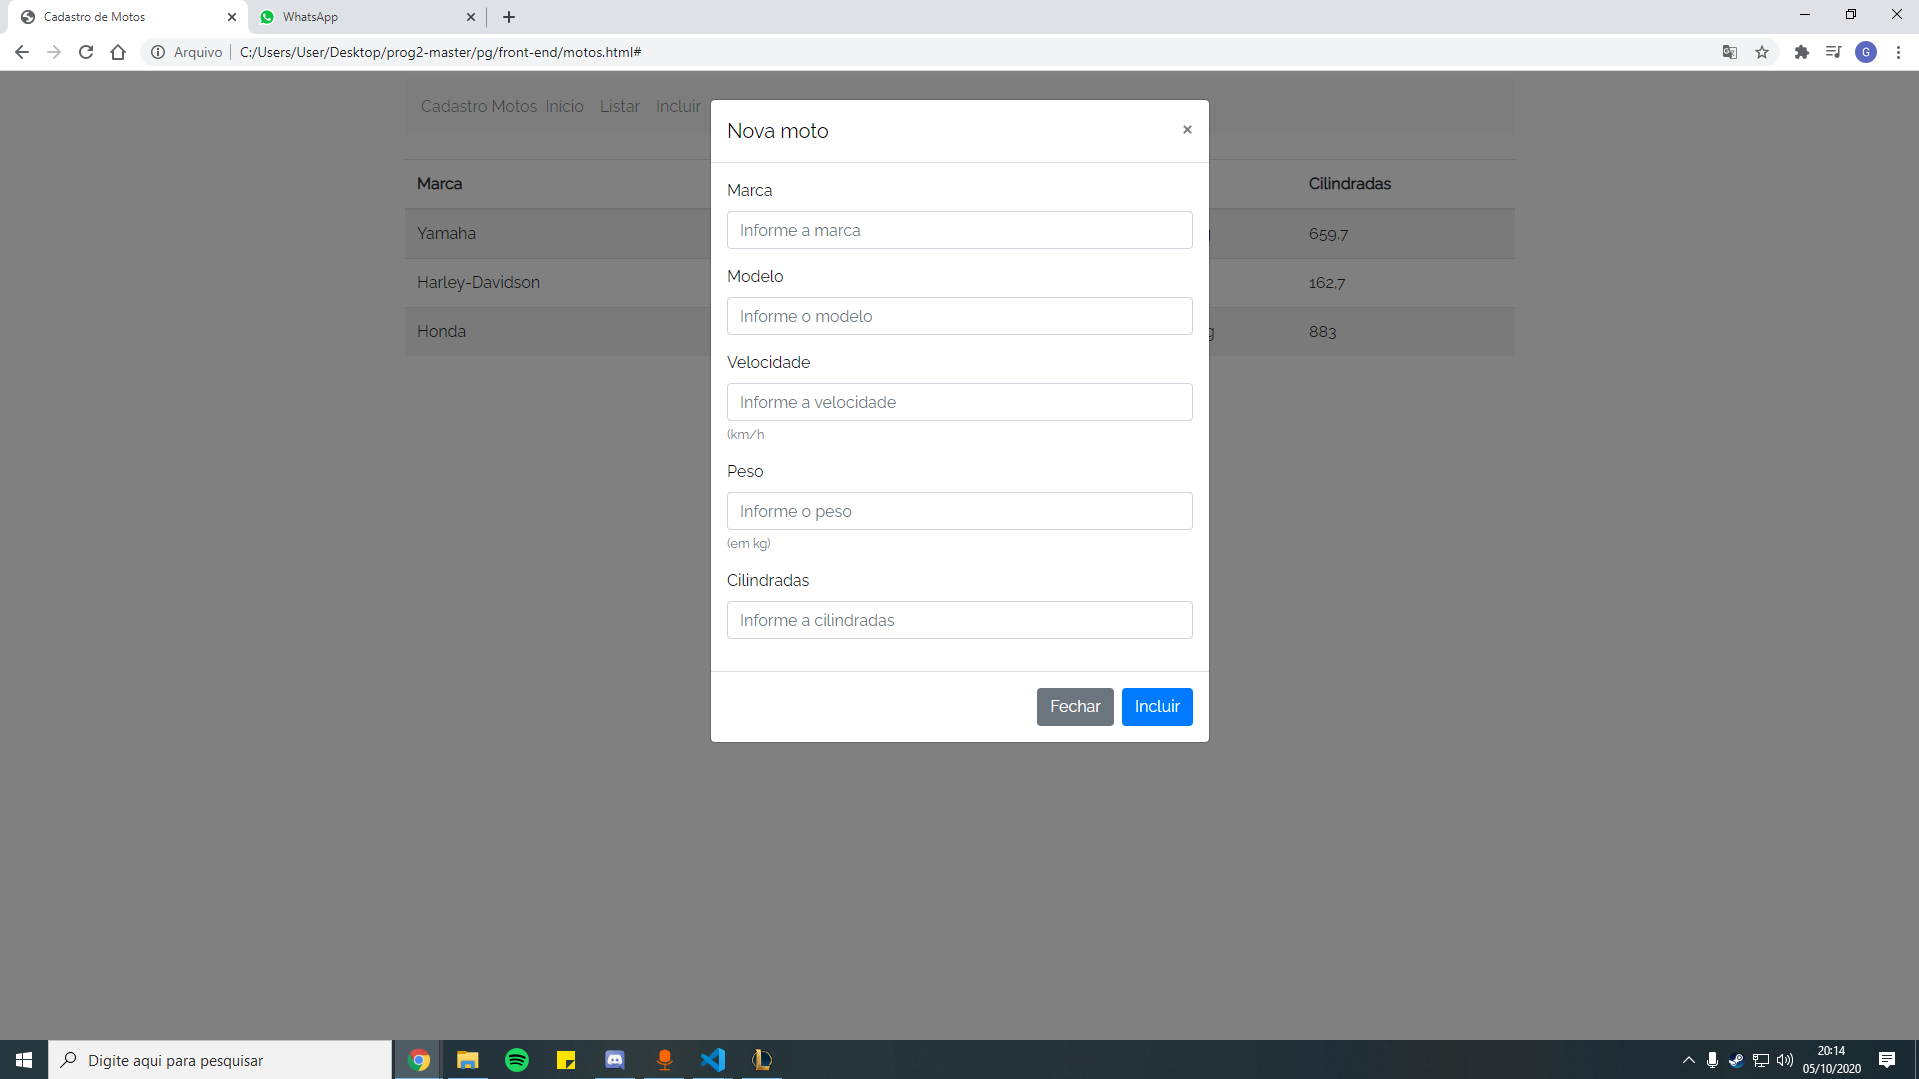 Cadastro de Motos
WhatsApp
Arquivo
C:/Users/User/Desktop/prog2-master/pg/front-end/motos.html#
G
Cadastro Motos Início Listar Incluir
Nova moto
×
Marca
Cilindradas
Yamaha
g
659,7
Harley-Davidson
162,7
Honda
g
883
Marca
Informe a marca
Modelo
Informe o modelo
Velocidade
Informe a velocidade
(km/h
Peso
Informe o peso
(em kg)
Cilindradas
Informe a cilindradas
Fechar
Incluir
Digite aqui para pesquisar
20:14
05/10/2020